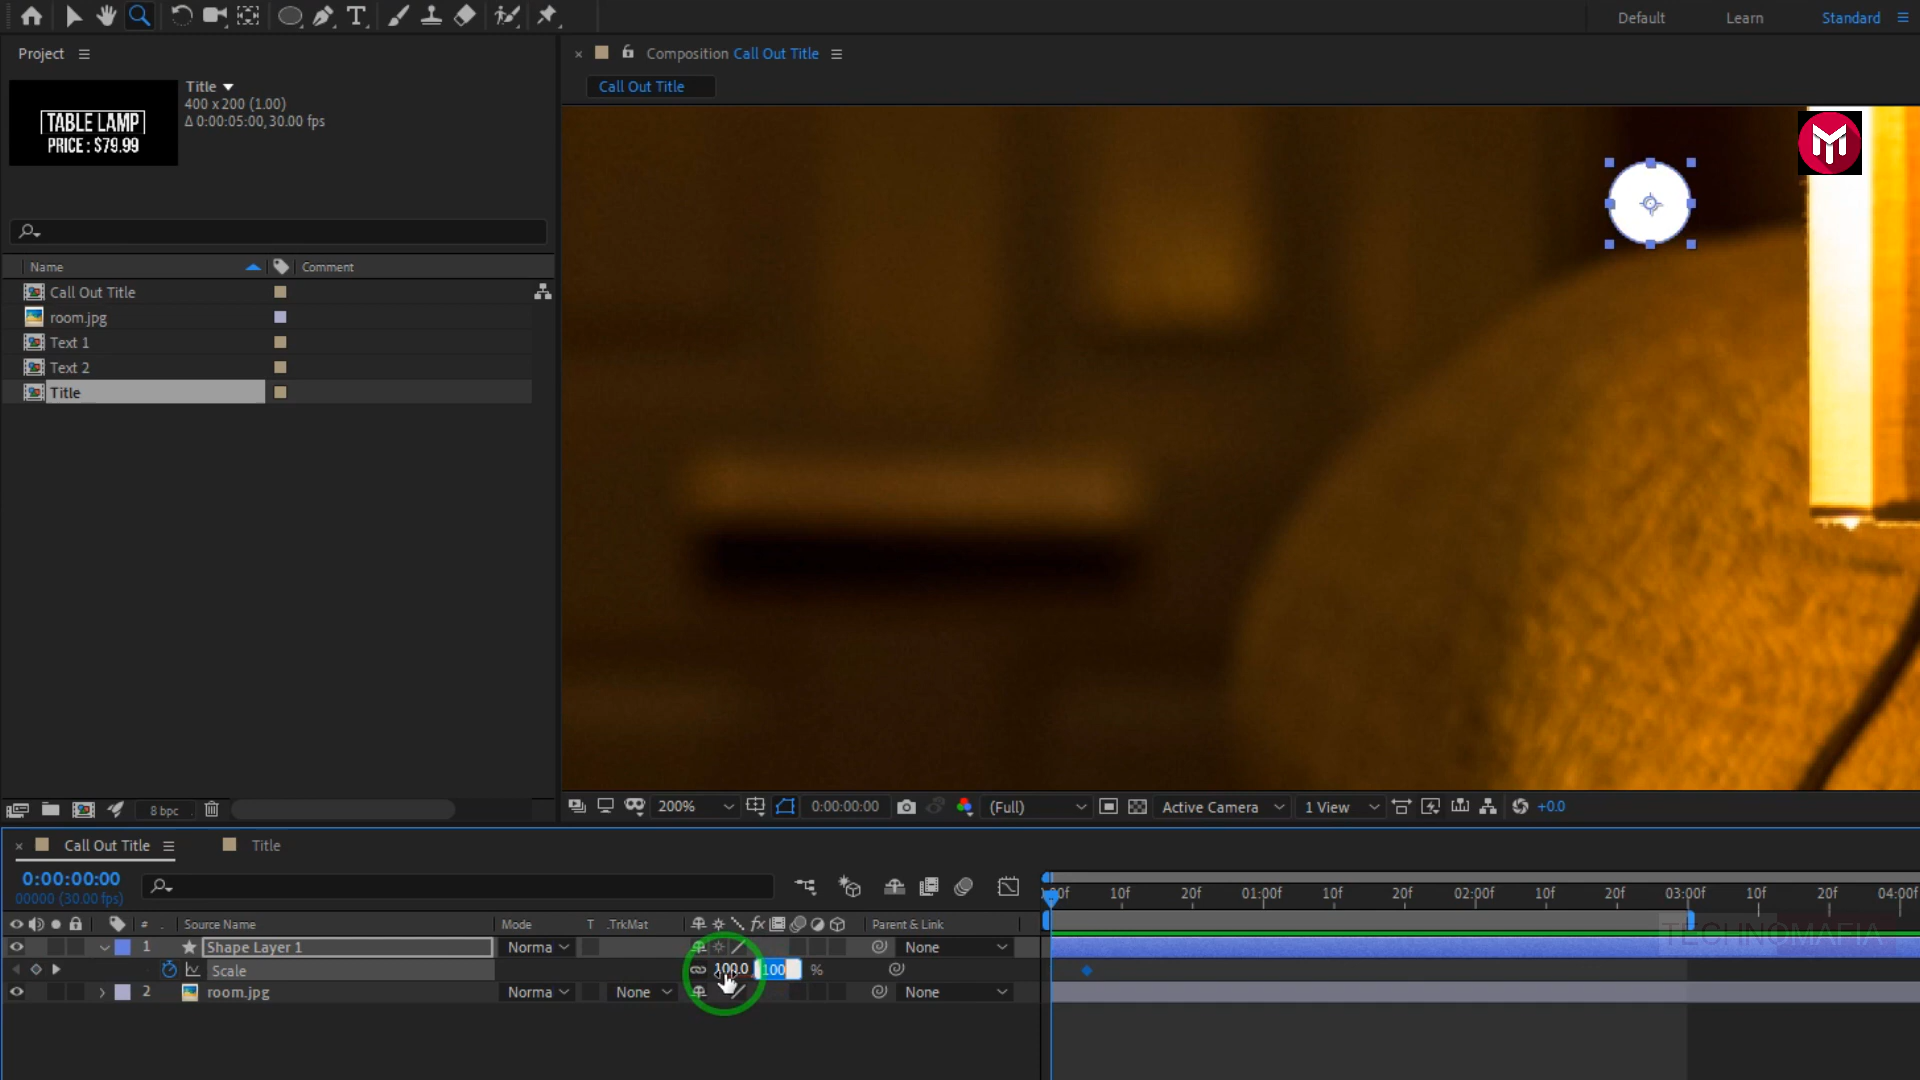 Default Learn Standard
Project
Composition Call Out Title
Call Out Title
TABLE LAMP
PRICE : $79.99
Title
400 x 200 (1.00)
Δ 0:00:05:00, 30.00 fps
Name Comment
Call Out Title
room.jpg
Text 1
Text 2
Title
8 bpc
200% 0:00:00:00 (Full) Active Camera 1 View +0.0
Call Out Title Title
0:00:00:00
00000 (30.00 fps)
10f 20f 01:00f 10f 20f 02:00f 10f 20f 03:00f 10f 20f 04:00f
# Source Name Mode T .TrkMat fx Parent & Link
1 Shape Layer 1 Norma None
Scale 100.0 100 %
2 room.jpg Norma None None
TECHNOMAFIA